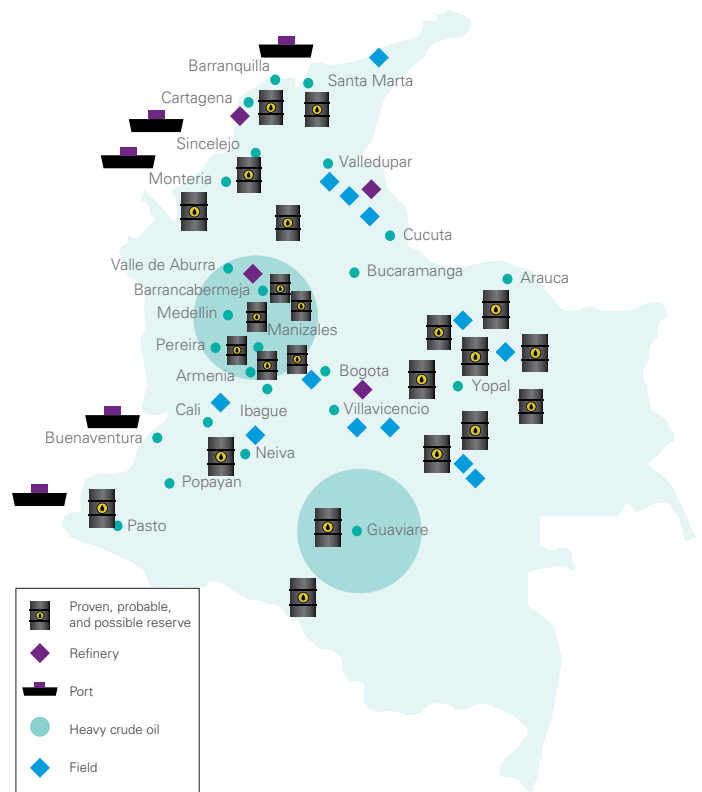 Barranquilla
Santa Marta
Cartagena
Sincelejo
Valledupar
Monteria
Cucuta
Valle de Aburra
Bucaramanga
Arauca
Barrancabermeja
Medellin
Manizales
Pereira
Bogota
Armenia
Yopal
Cali
Ibague
Villavicencio
Buenaventura
Neiva
Popayan
Pasto
Guaviare
Proven, probable,
and possible reserve
Refinery
Port
Heavy crude oil
Field